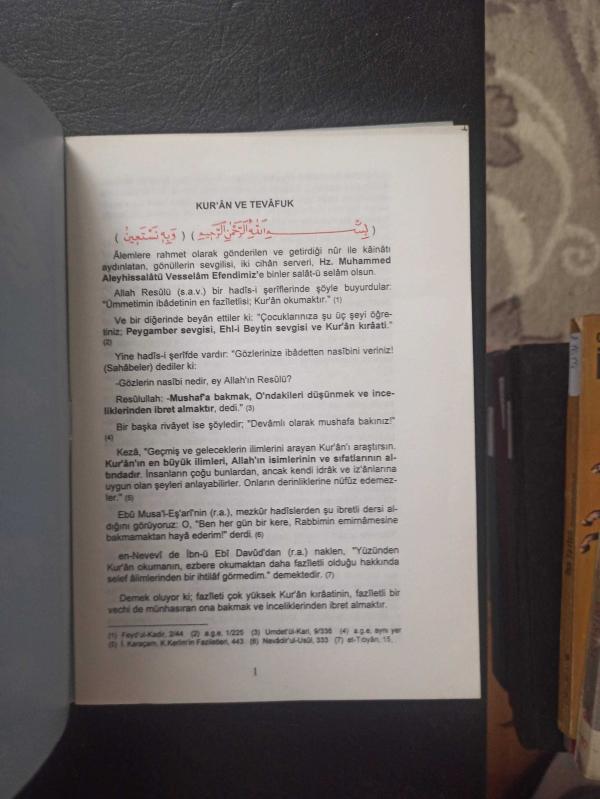 KUR'ÂN VE TEVÂFUK
(بِسْــــمِ اللّٰهِ الرَّحْمٰنِ الرَّحِيمِ) (وَبِهِ نَسْتَعِينُ)
Âlemlere rahmet olarak gönderilen ve getirdiği nûr ile kâinâtı
aydınlatan, gönüllerin sevgilisi, iki cihân serveri, Hz. Muhammed
Aleyhissalâtü Vesselâm Efendimiz'e binler salât-ü selâm olsun.
Allah Resûlü (s.a.v.) bir hadîs-i şerîflerinde şöyle buyurdular:
"Ümmetimin ibâdetinin en fazîletlisi; Kur'ân okumaktır." (1)
Ve bir diğerinde beyân ettiler ki: "Çocuklarınıza şu üç şeyi öğre-
tiniz; Peygamber sevgisi, Ehl-i Beytin sevgisi ve Kur'ân kırâati."
(2)
Yine hadîs-i şerîfde vardır: "Gözlerinize ibâdetten nasîbini veriniz!
(Sahâbeler) dediler ki:
-Gözlerin nasîbi nedir, ey Allah'ın Resûlü?
Resûlullah: -Mushaf'a bakmak, O'ndakileri düşünmek ve ince-
liklerinden ibret almaktır, dedi." (3)
Bir başka rivâyet ise şöyledir; "Devâmlı olarak mushafa bakınız!"
(4)
Kezâ, "Geçmiş ve geleceklerin ilimlerini arayan Kur'ân'ı araştırsın.
Kur'ân'ın en büyük ilimleri, Allah'ın isimlerinin ve sıfatlarının al-
tındadır. İnsanların çoğu bunlardan, ancak kendi idrâk ve iz'ânlarına
uygun olan şeyleri anlayabilirler. Onların derinliklerine nüfûz edemez-
ler." (5)
Ebû Musa'l-Eş'arî'nin (r.a.), mezkûr hadîslerden şu ibretli dersi al-
dığını görüyoruz: O, "Ben her gün bir kere, Rabbimin emirnâmesine
bakmamaktan hayâ ederim!" derdi. (6)
en-Nevevî de İbn-ü Ebî Davûd'dan (r.a.) naklen, "Yüzünden
Kur'ân okumanın, ezbere okumaktan daha fazîletli olduğu hakkında
selef âlimlerinden bir ihtilâf görmedim." demektedir. (7)
Demek oluyor ki; fazîleti çok yüksek Kur'ân kırâatinin, fazîletli bir
vechi de münhasıran ona bakmak ve inceliklerinden ibret almaktır.
(1) Feyd'ul-Kadir, 2/44 (2) a.g.e. 1/225 (3) Umdet'ül-Kari, 9/336 (4) a.g.e. aynı yer
(5) İ. Karaçam, K.Kerîm'in Fazîletleri, 443 (6) Nevâdir'ul-Usûl, 333 (7) et-Tıbyân, 15,
1